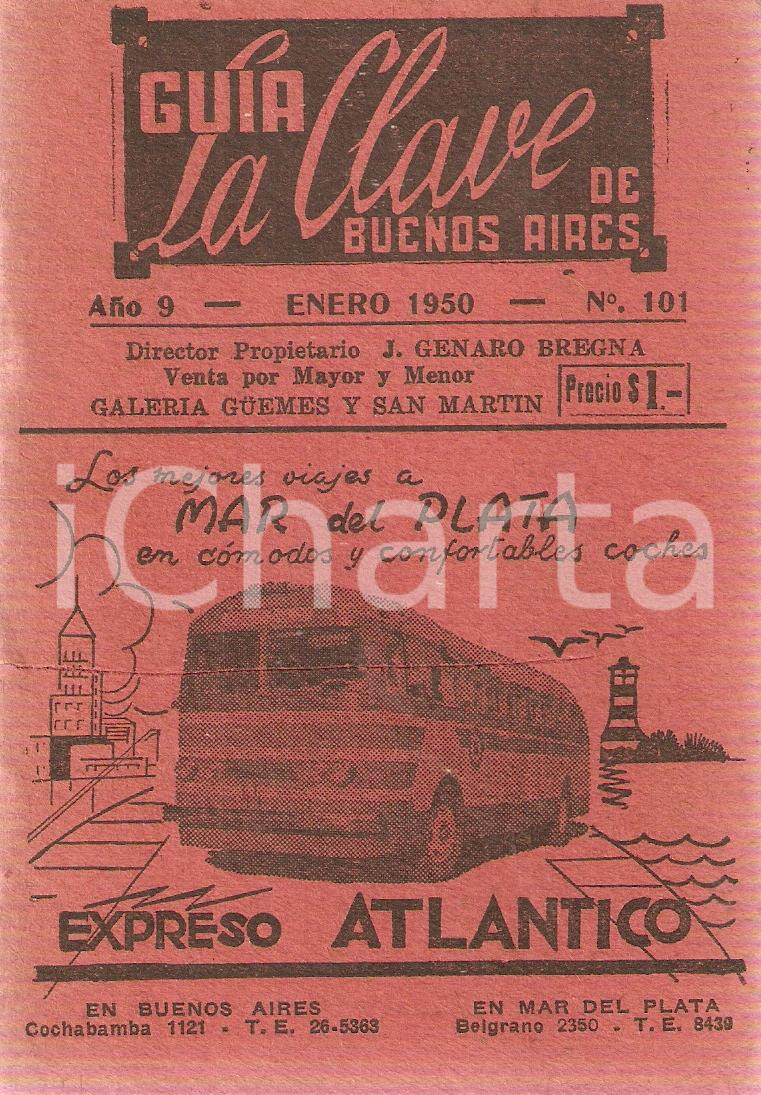 GUÍA
La Clave
DE
BUENOS AIRES
Año 9 — ENERO 1950 — Nº. 101
Director Propietario J. GENARO BREGNA
Venta por Mayor y Menor
GALERIA GÜEMES Y SAN MARTIN
Precio $ 1.-
Los mejores viajes a
MAR del PLATA
en cómodos y confortables coches
iCharta
EXPRESO ATLANTICO
EN BUENOS AIRES
Cochabamba 1121 - T. E. 26-5363
EN MAR DEL PLATA
Belgrano 2350 - T. E. 8439